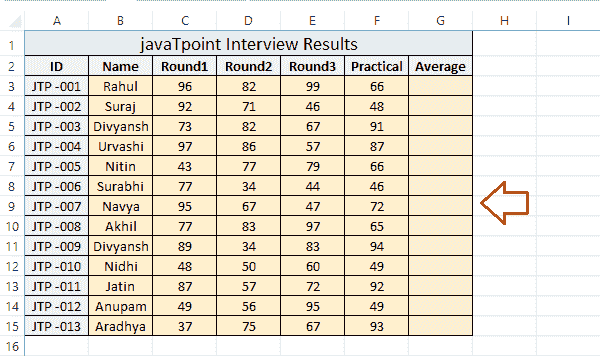 A B C D E F G H I
1 javaTpoint Interview Results
2 ID Name Round1 Round2 Round3 Practical Average
3 JTP -001 Rahul 96 82 99 66
4 JTP -002 Suraj 92 71 46 48
5 JTP -003 Divyansh 73 82 67 91
6 JTP -004 Urvashi 97 86 57 87
7 JTP -005 Nitin 43 77 79 66
8 JTP -006 Surabhi 77 34 44 46
9 JTP -007 Navya 95 67 47 72
10 JTP -008 Akhil 77 83 97 65
11 JTP -009 Divyansh 89 34 83 94
12 JTP -010 Nidhi 48 50 60 49
13 JTP -011 Jatin 87 57 72 92
14 JTP -012 Anupam 49 56 95 49
15 JTP -013 Aradhya 37 75 67 93
16